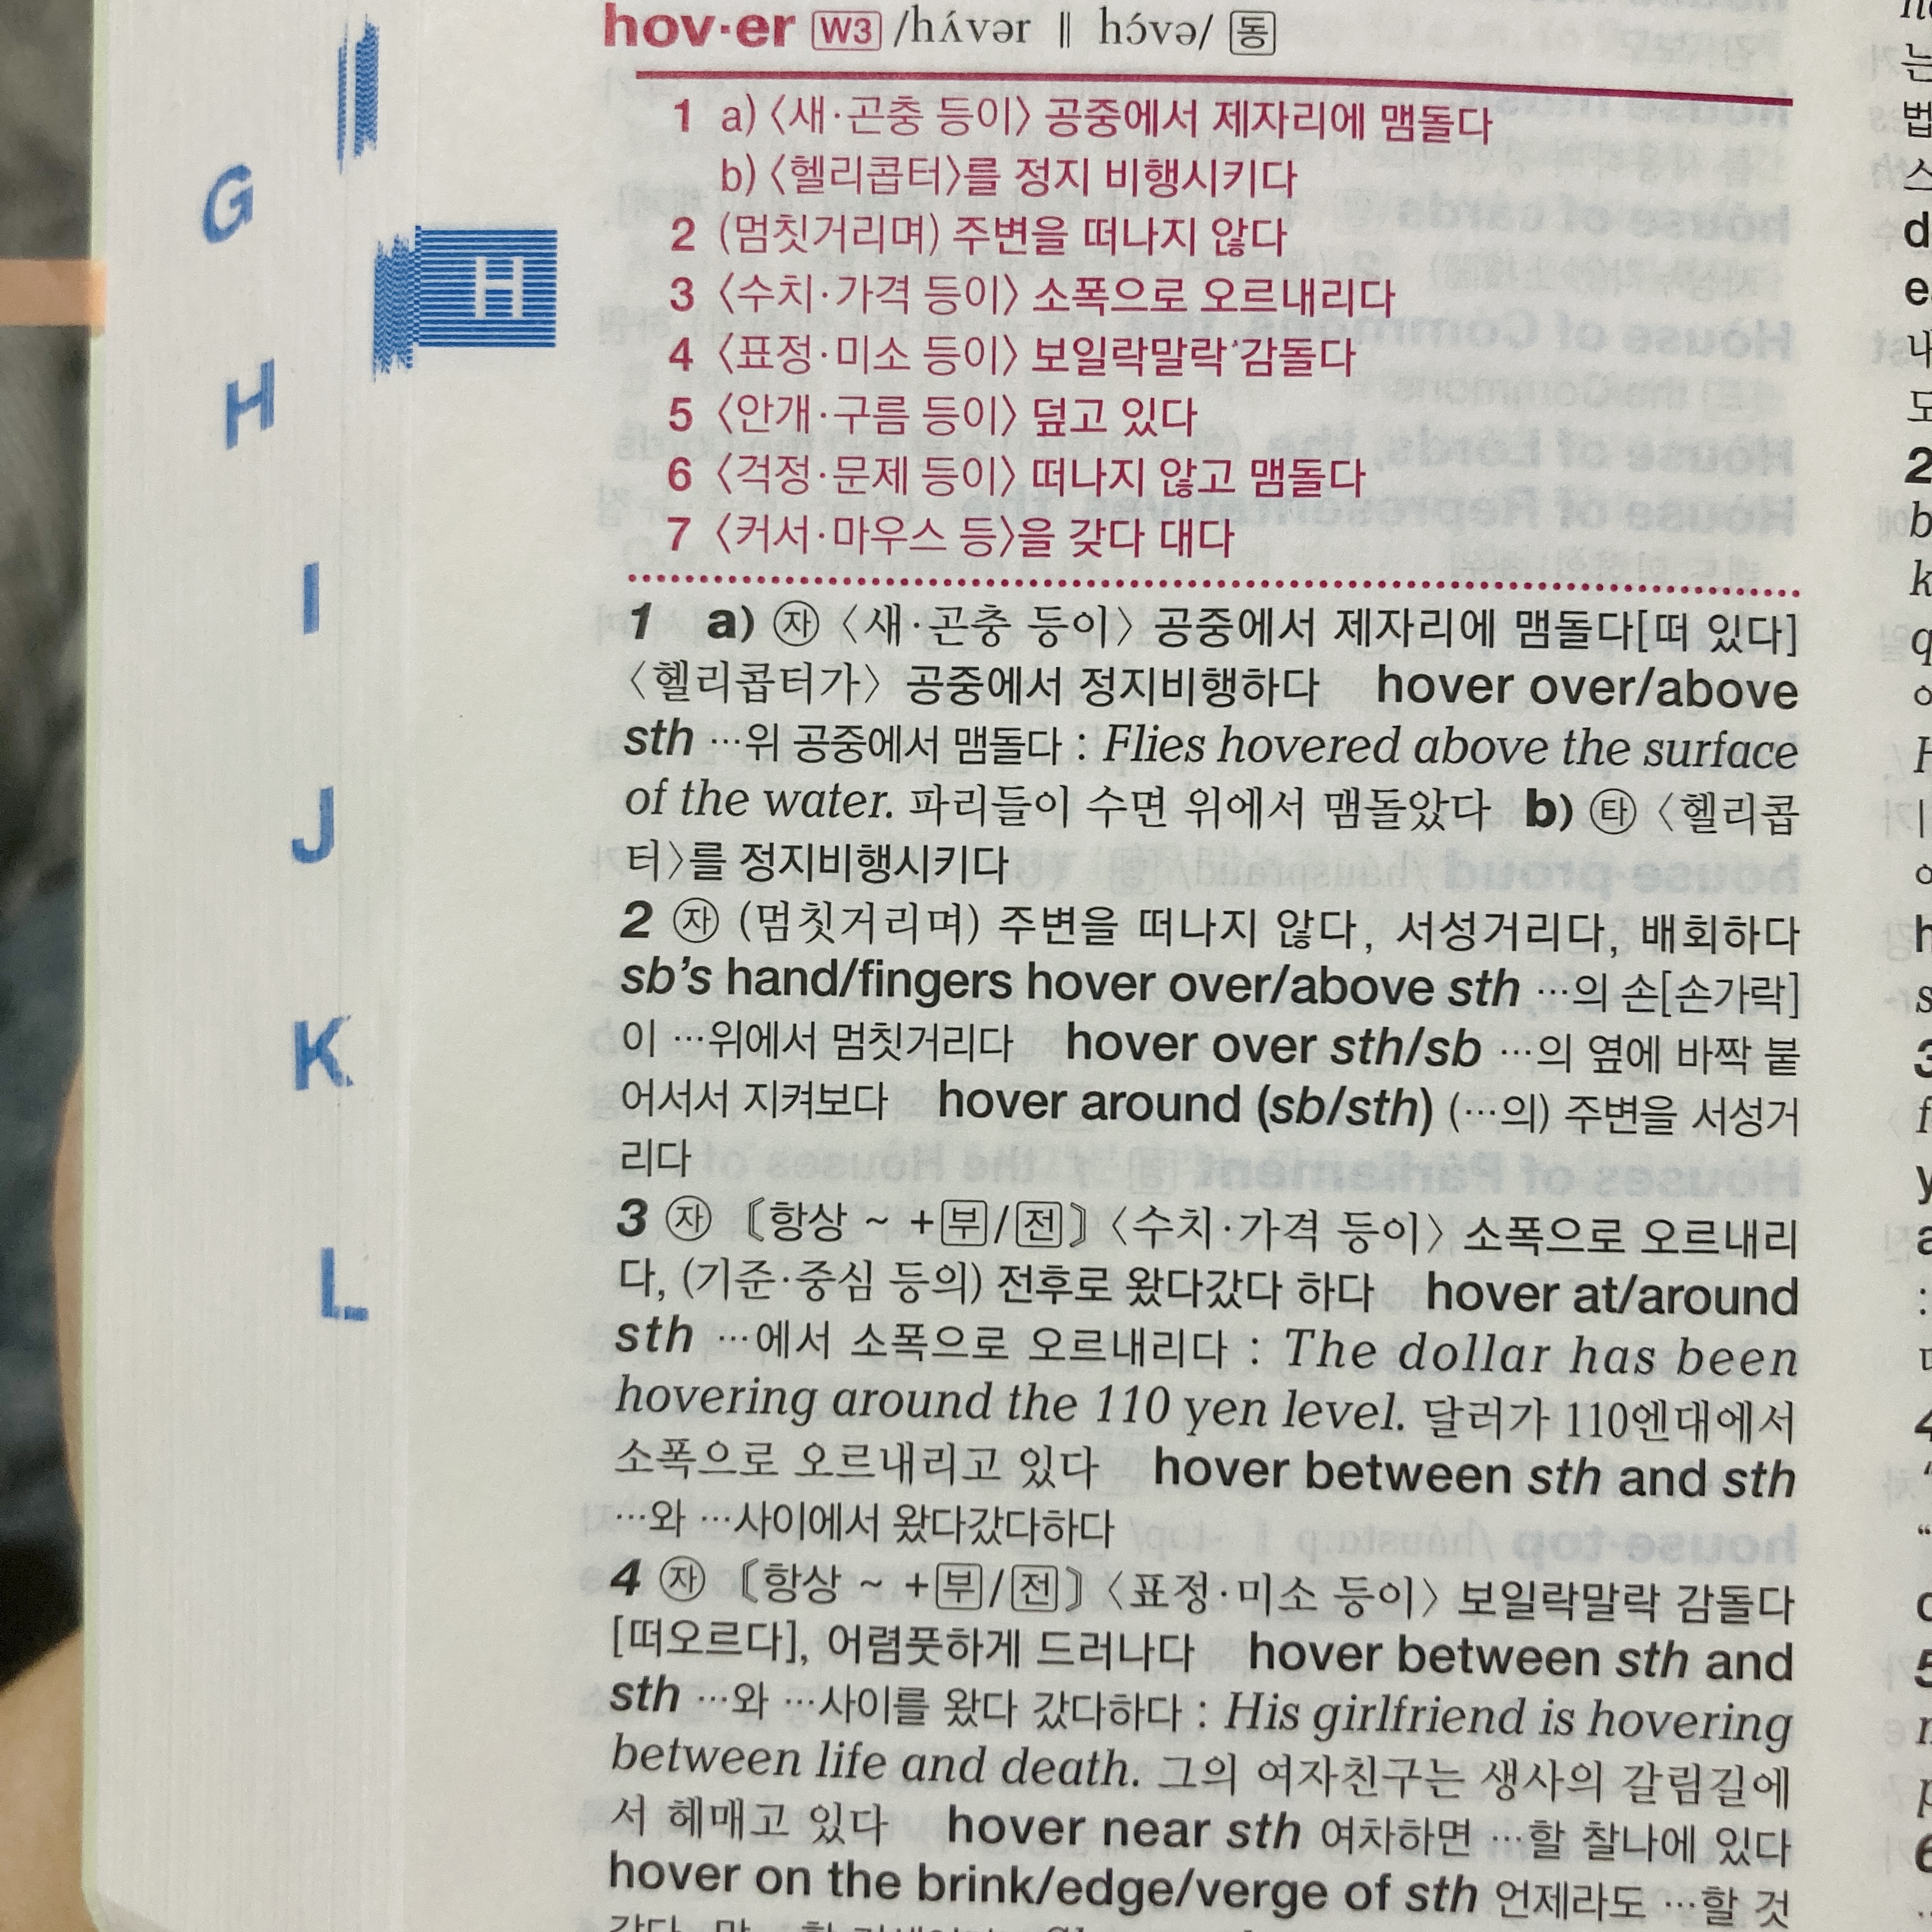 G
H
I
J
K
L
H
hov·er W3 /hʌ́vər ‖ hɔ́və/ 동
1 a) 〈새·곤충 등이〉 공중에서 제자리에 맴돌다
b) 〈헬리콥터〉를 정지 비행시키다
2 (멈칫거리며) 주변을 떠나지 않다
3 〈수치·가격 등이〉 소폭으로 오르내리다
4 〈표정·미소 등이〉 보일락말락 감돌다
5 〈안개·구름 등이〉 덮고 있다
6 〈걱정·문제 등이〉 떠나지 않고 맴돌다
7 〈커서·마우스 등〉을 갖다 대다
1 a) ㉶ 〈새·곤충 등이〉 공중에서 제자리에 맴돌다[떠 있다]
〈헬리콥터가〉 공중에서 정지비행하다 hover over/above
sth …위 공중에서 맴돌다 : Flies hovered above the surface
of the water. 파리들이 수면 위에서 맴돌았다 b) ㉹ 〈헬리콥
터〉를 정지비행시키다
2 ㉶ (멈칫거리며) 주변을 떠나지 않다, 서성거리다, 배회하다
sb's hand/fingers hover over/above sth …의 손[손가락]
이 …위에서 멈칫거리다 hover over sth/sb …의 옆에 바짝 붙
어서서 지켜보다 hover around (sb/sth) (…의) 주변을 서성거
리다
3 ㉶ 〘항상 ~ +부/전〙 〈수치·가격 등이〉 소폭으로 오르내리
다, (기준·중심 등의) 전후로 왔다갔다 하다 hover at/around
sth …에서 소폭으로 오르내리다 : The dollar has been
hovering around the 110 yen level. 달러가 110엔대에서
소폭으로 오르내리고 있다 hover between sth and sth
…와 …사이에서 왔다갔다하다
4 ㉶ 〘항상 ~ +부/전〙 〈표정·미소 등이〉 보일락말락 감돌다
[떠오르다], 어렴풋하게 드러나다 hover between sth and
sth …와 …사이를 왔다 갔다하다 : His girlfriend is hovering
between life and death. 그의 여자친구는 생사의 갈림길에
서 헤매고 있다 hover near sth 여차하면 …할 찰나에 있다
hover on the brink/edge/verge of sth 언제라도 …할 것